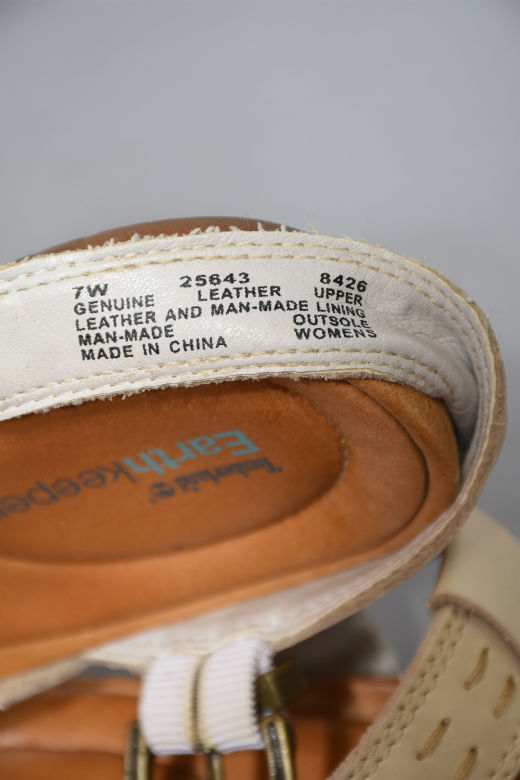 7W 25643 8426
GENUINE LEATHER UPPER
LEATHER AND MAN-MADE LINING
MAN-MADE OUTSOLE
MADE IN CHINA WOMENS
Timberland
Earthkeeper